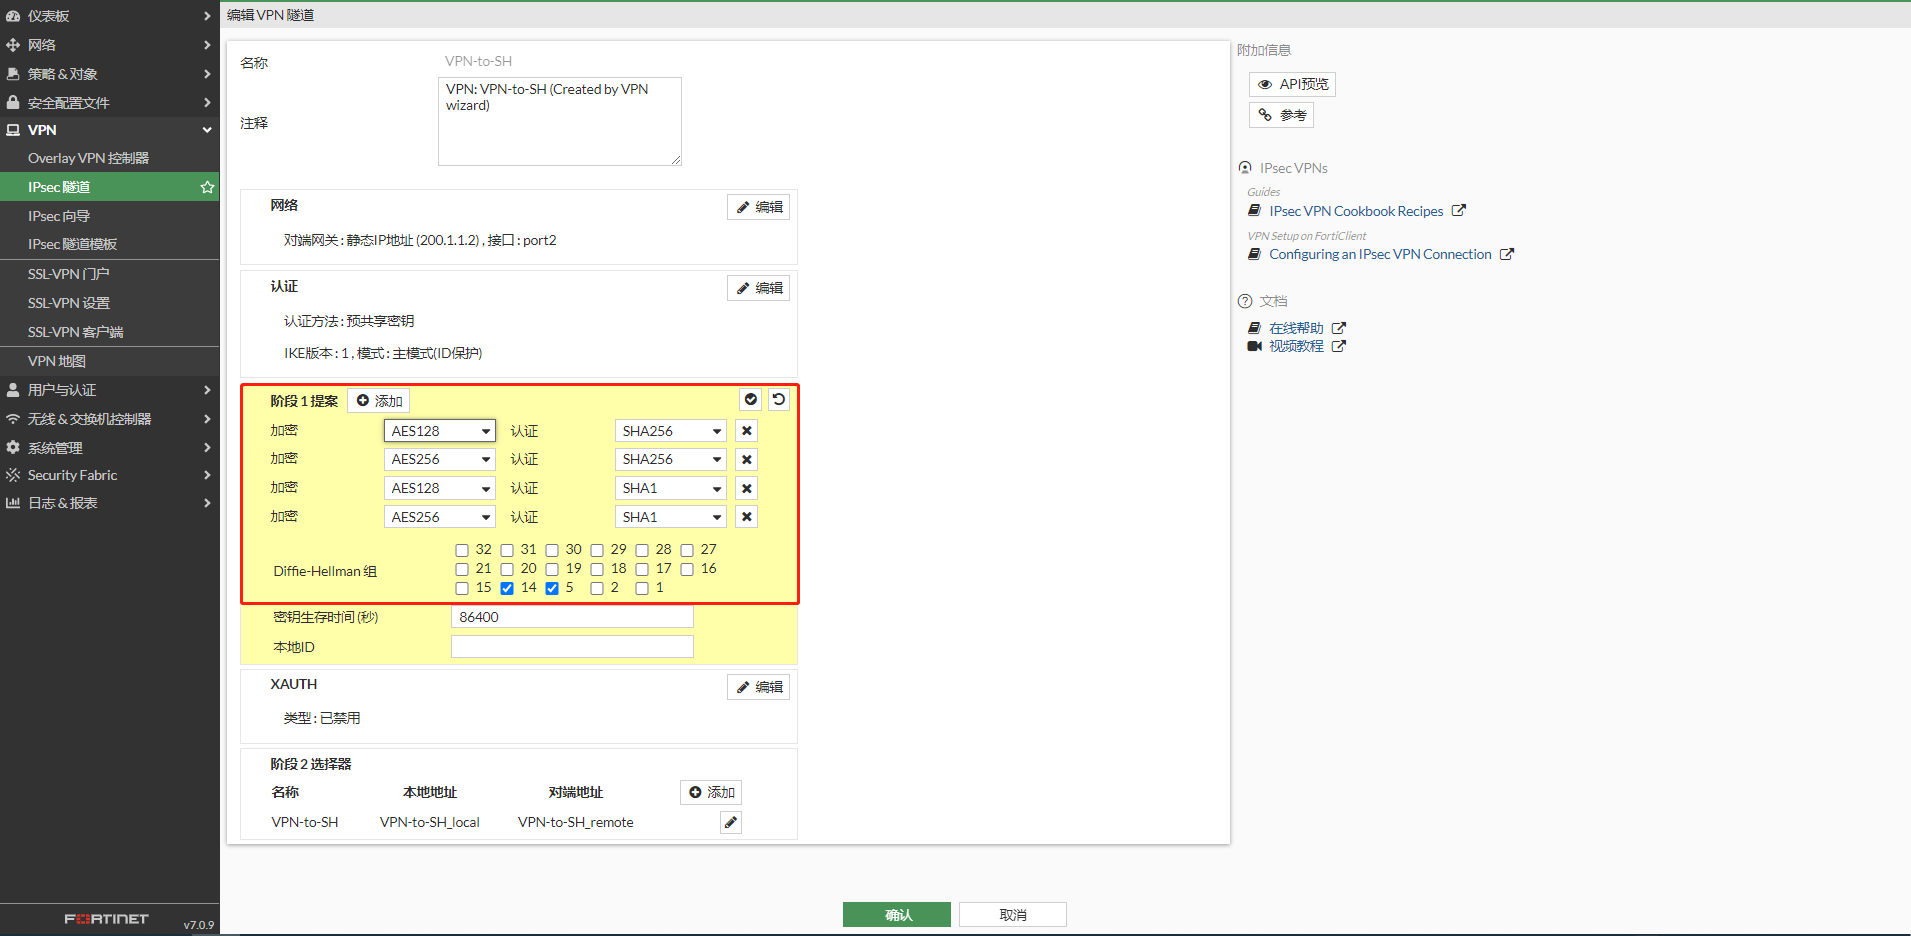 仪表板
网络
策略 & 对象
安全配置文件
VPN
Overlay VPN 控制器
IPsec 隧道
IPsec 向导
IPsec 隧道模板
SSL-VPN 门户
SSL-VPN 设置
SSL-VPN 客户端
VPN 地图
用户与认证
无线 & 交换机控制器
系统管理
Security Fabric
日志 & 报表
FORTINET
v7.0.9
编辑 VPN 隧道
名称 VPN-to-SH
注释
VPN: VPN-to-SH (Created by VPN
wizard)
网络 编辑
对端网关 : 静态IP地址 (200.1.1.2) , 接口 : port2
认证 编辑
认证方法 : 预共享密钥
IKE版本 : 1 , 模式 : 主模式(ID保护)
阶段 1 提案 添加
加密 AES128 认证 SHA256
加密 AES256 认证 SHA256
加密 AES128 认证 SHA1
加密 AES256 认证 SHA1
Diffie-Hellman 组
32 31 30 29 28 27
21 20 19 18 17 16
15 14 5 2 1
密钥生存时间 (秒) 86400
本地ID
XAUTH 编辑
类型 : 已禁用
阶段 2 选择器
名称 本地地址 对端地址 添加
VPN-to-SH VPN-to-SH_local VPN-to-SH_remote
确认 取消
附加信息
API预览
参考
IPsec VPNs
Guides
IPsec VPN Cookbook Recipes
VPN Setup on FortiClient
Configuring an IPsec VPN Connection
文档
在线帮助
视频教程